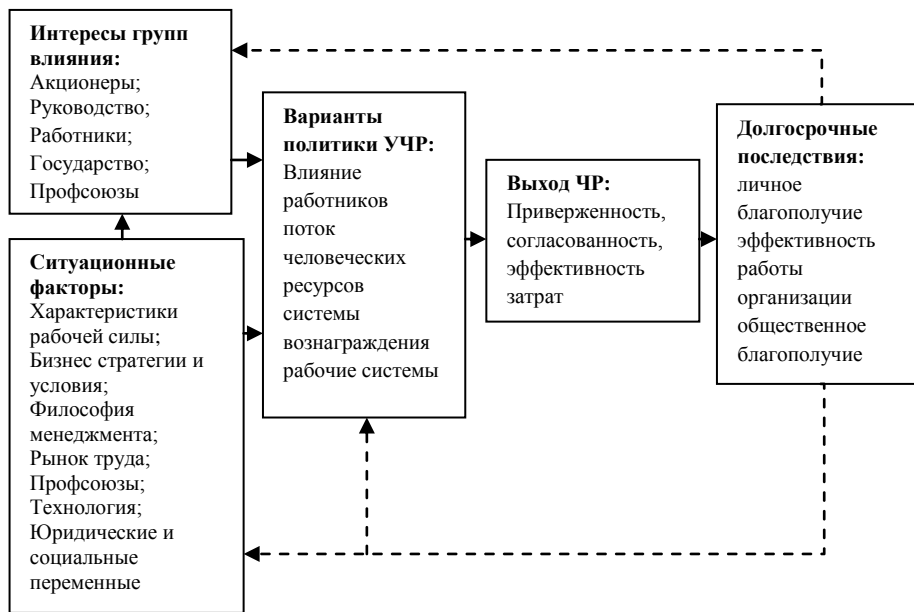 Интересы групп
влияния:
Акционеры;
Руководство;
Работники;
Государство;
Профсоюзы
Ситуационные
факторы:
Характеристики
рабочей силы;
Бизнес стратегии и
условия;
Философия
менеджмента;
Рынок труда;
Профсоюзы;
Технология;
Юридические и
социальные
переменные
Варианты
политики УЧР:
Влияние
работников
поток
человеческих
ресурсов
системы
вознаграждения
рабочие системы
Выход ЧР:
Приверженность,
согласованность,
эффективность
затрат
Долгосрочные
последствия:
личное
благополучие
эффективность
работы
организации
общественное
благополучие